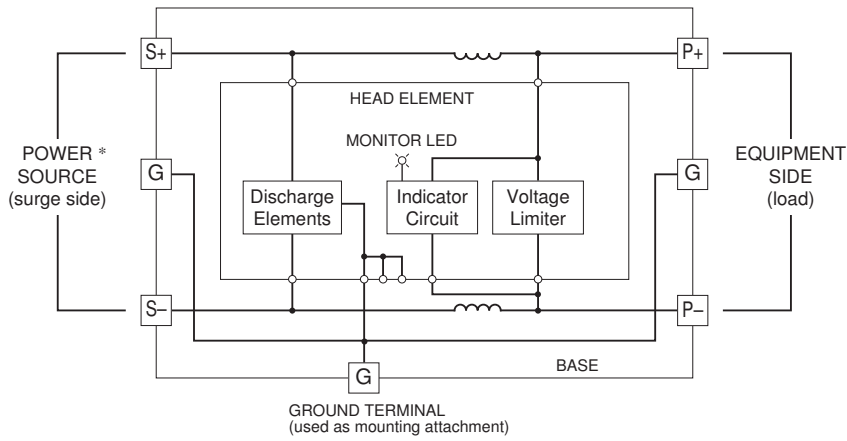 S+
P+
HEAD ELEMENT
MONITOR LED
POWER *
SOURCE
(surge side)
G
Discharge
Elements
Indicator
Circuit
Voltage
Limiter
G
EQUIPMENT
SIDE
(load)
S–
P–
G
BASE
GROUND TERMINAL
(used as mounting attachment)